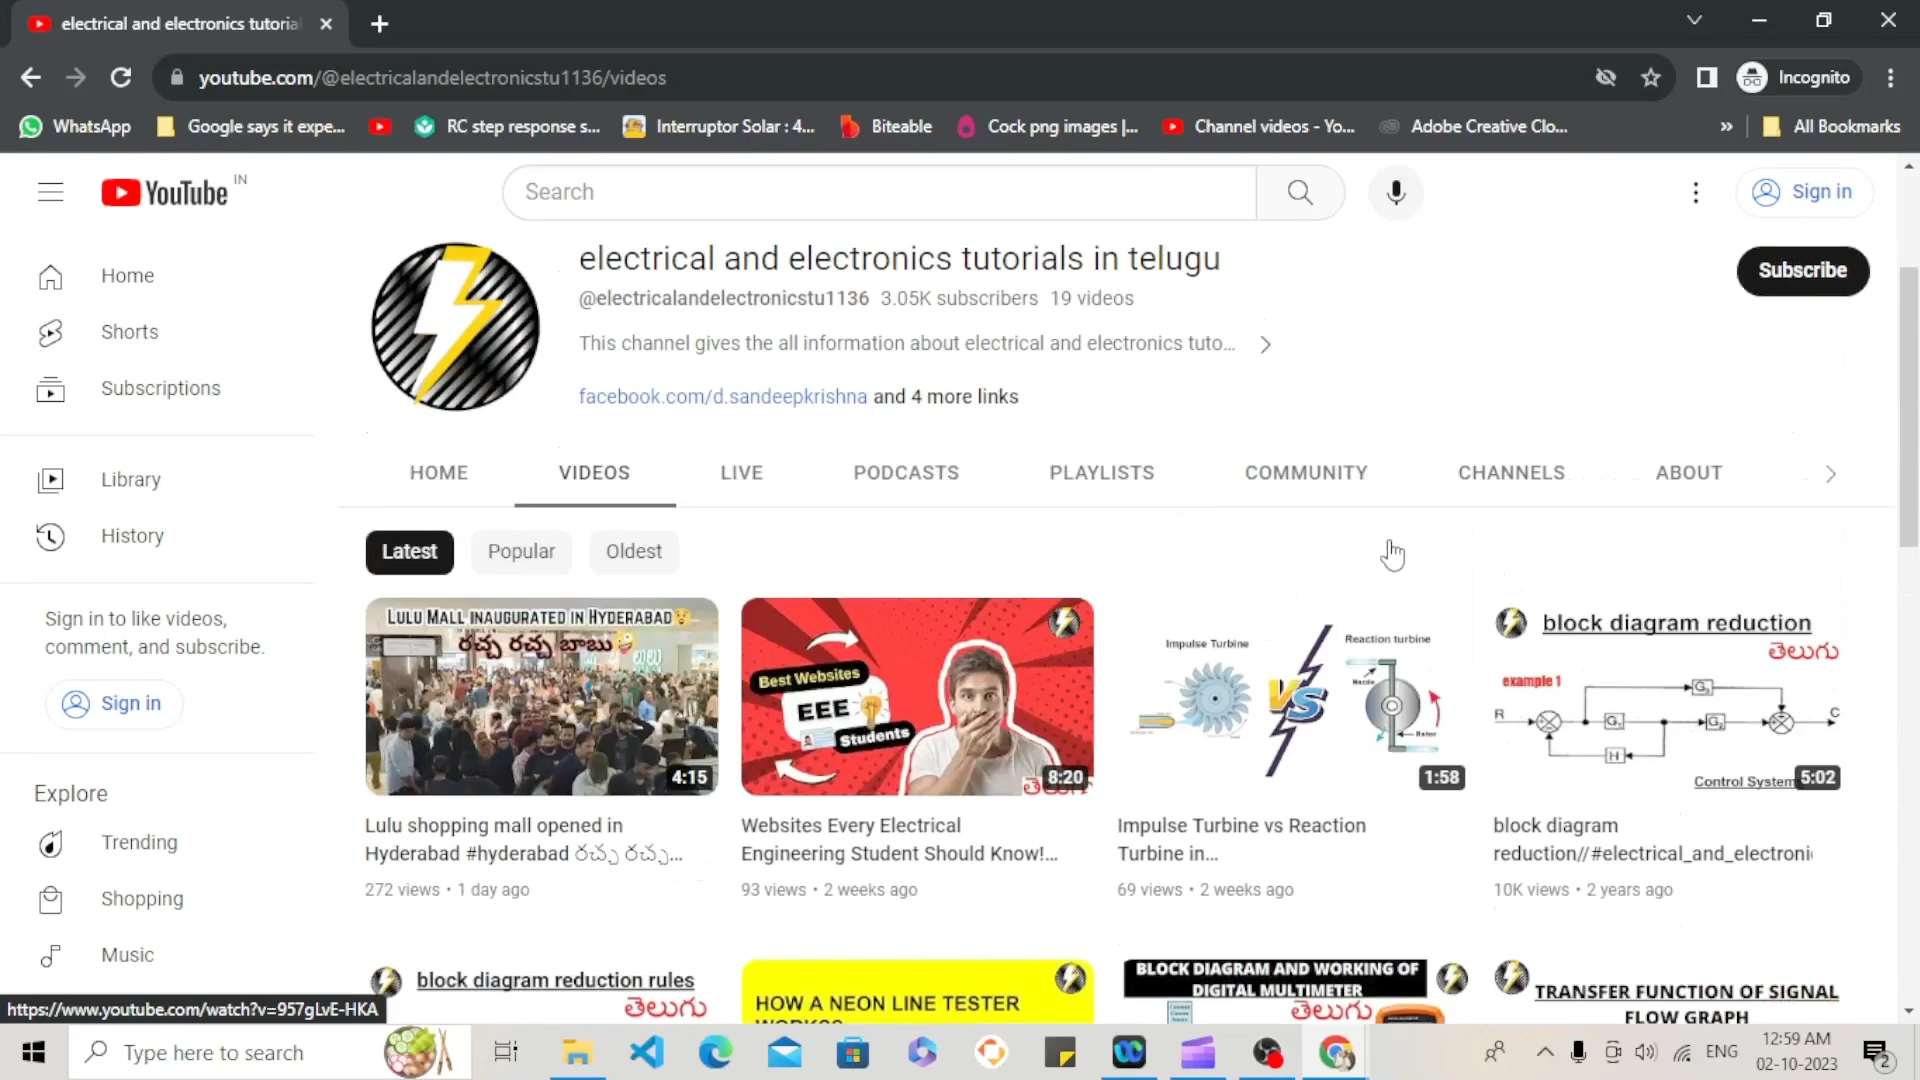 electrical and electronics tutoria
youtube.com/@electricalandelectronicstu1136/videos
Incognito
WhatsApp
Google says it expe...
RC step response s...
Interruptor Solar : 4...
Biteable
Cock png images |...
Channel videos - Yo...
Adobe Creative Clo...
»
All Bookmarks
YouTube IN
Search
Sign in
Home
Shorts
Subscriptions
Library
History
Sign in to like videos,
comment, and subscribe.
Sign in
Explore
Trending
Shopping
Music
electrical and electronics tutorials in telugu
@electricalandelectronicstu1136 3.05K subscribers 19 videos
This channel gives the all information about electrical and electronics tuto...
facebook.com/d.sandeepkrishna and 4 more links
Subscribe
HOME VIDEOS LIVE PODCASTS PLAYLISTS COMMUNITY CHANNELS ABOUT
Latest Popular Oldest
LULU MALL INAUGURATED IN HYDERABAD
రచ్చ రచ్చ బాబు
4:15
Lulu shopping mall opened in
Hyderabad #hyderabad రచ్చ రచ్చ...
272 views • 1 day ago
Best Websites
EEE
Students
8:20
Websites Every Electrical
Engineering Student Should Know!...
93 views • 2 weeks ago
Impulse Turbine
VS
Reaction turbine
Nozzle
Rotor
1:58
Impulse Turbine vs Reaction
Turbine in...
69 views • 2 weeks ago
block diagram reduction
తెలుగు
example 1
R
C
H
Control System
5:02
block diagram
reduction//#electrical_and_electroni
10K views • 2 years ago
block diagram reduction rules
తెలుగు
HOW A NEON LINE TESTER
BLOCK DIAGRAM AND WORKING OF
DIGITAL MULTIMETER
తెలుగు
TRANSFER FUNCTION OF SIGNAL
FLOW GRAPH
https://www.youtube.com/watch?v=957gLvE-HKA
Type here to search
ENG
12:59 AM
02-10-2023
2